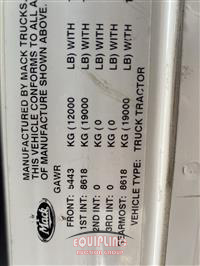 MANUFACTURED BY MACK TRUCKS,
THIS VEHICLE CONFORMS TO ALL A
OF MANUFACTURE SHOWN ABOVE.
Mack
GAWR
FRONT: 5443 KG (12000 LB) WITH
1ST INT: 8618 KG (19000 LB) WITH
2ND INT: 0 KG (0 LB) WITH
3RD INT: 0 KG (0 LB) WITH
REARMOST: 8618 KG (19000 LB) WITH
VEHICLE TYPE: TRUCK TRACTOR
EQUIPLINQ